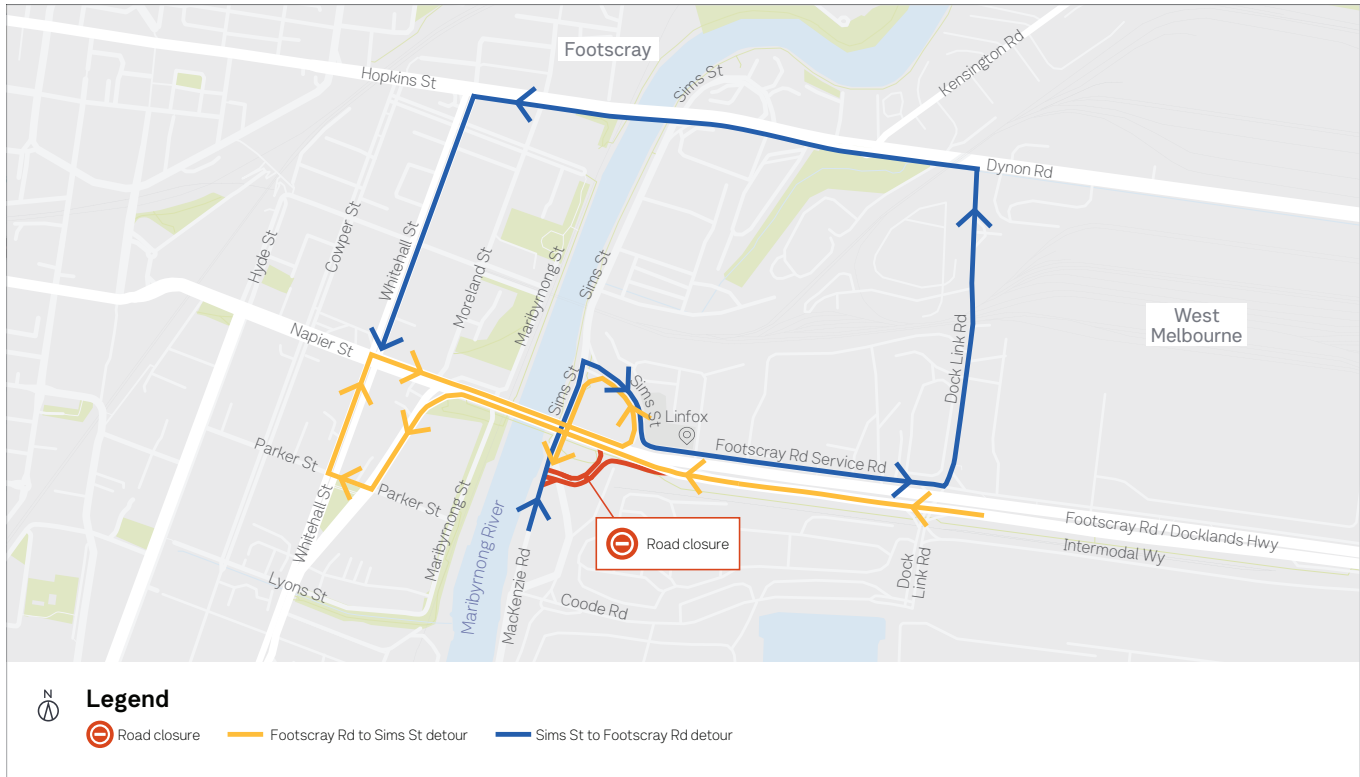 Footscray
Hopkins St
Sims St
Kensington Rd
Dynon Rd
Hyde St
Cowper St
Whitehall St
Moreland St
Maribyrnong St
Sims St
West
Melbourne
Napier St
Dock Link Rd
Sims St
Sims St
Linfox
Parker St
Footscray Rd Service Rd
Parker St
Whitehall St
Maribyrnong St
Maribyrnong River
MacKenzie Rd
Road closure
Footscray Rd / Docklands Hwy
Intermodal Wy
Dock
Link Rd
Lyons St
Coode Rd
N
Legend
Road closure
Footscray Rd to Sims St detour
Sims St to Footscray Rd detour